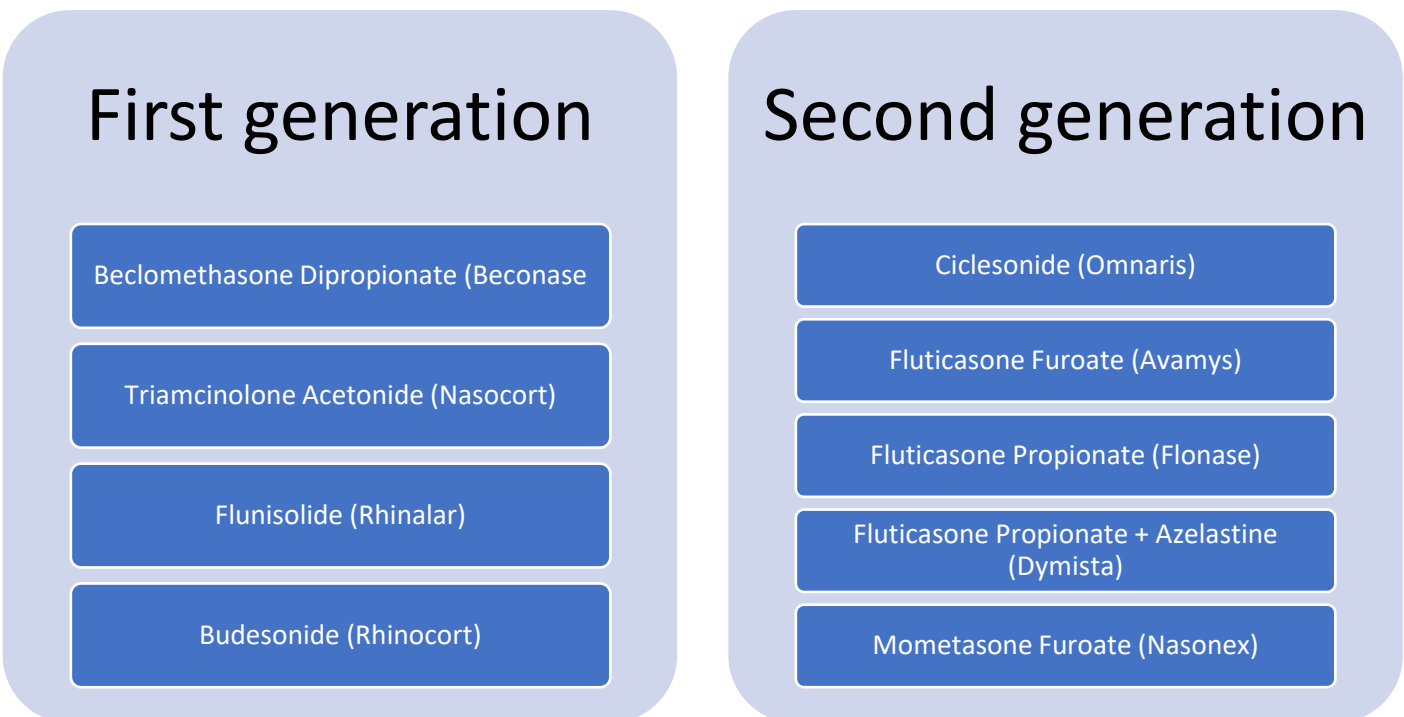 First generation
Beclomethasone Dipropionate (Beconase
Triamcinolone Acetonide (Nasocort)
Flunisolide (Rhinalar)
Budesonide (Rhinocort)
Second generation
Ciclesonide (Omnaris)
Fluticasone Furoate (Avamys)
Fluticasone Propionate (Flonase)
Fluticasone Propionate + Azelastine
(Dymista)
Mometasone Furoate (Nasonex)